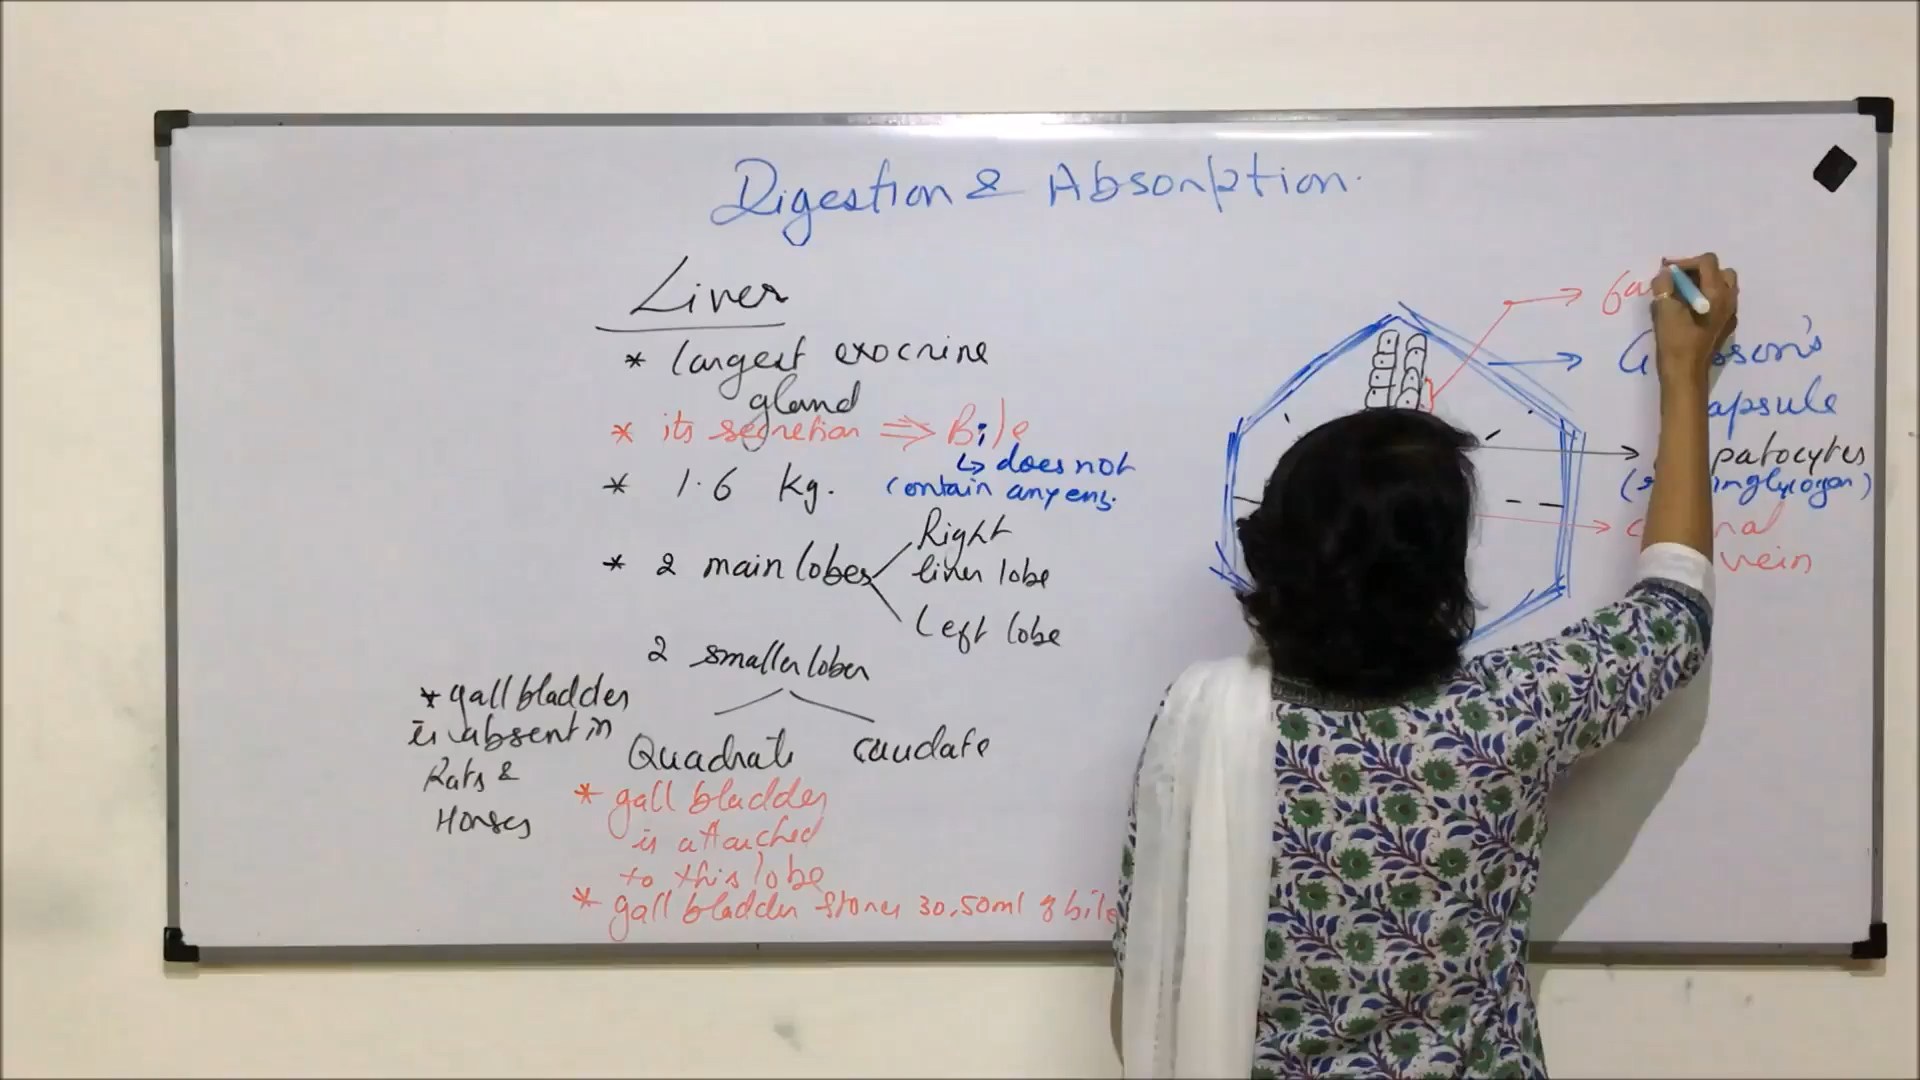 Digestion & Absorption.
Liver
* largest exocrine
gland
* its secretion ⇒ Bile
↳ does not
contain any enz.
* 1.6 kg.
* 2 main lobes
Right
liver lobe
Left lobe
2 smaller lobes
Quadrate caudate
* gall bladder
is absent in
Rats &
Horses
* gall bladder
is attached
to this lobe
* gall bladder stores 30-50ml of bile
vein